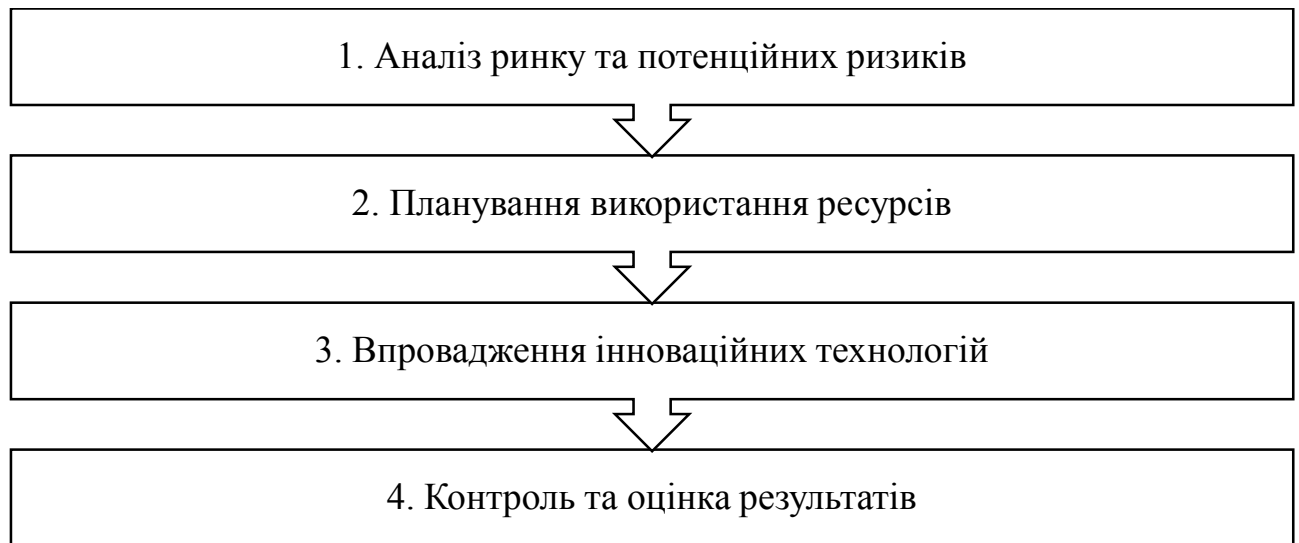 1. Аналіз ринку та потенційних ризиків
2. Планування використання ресурсів
3. Впровадження інноваційних технологій
4. Контроль та оцінка результатів